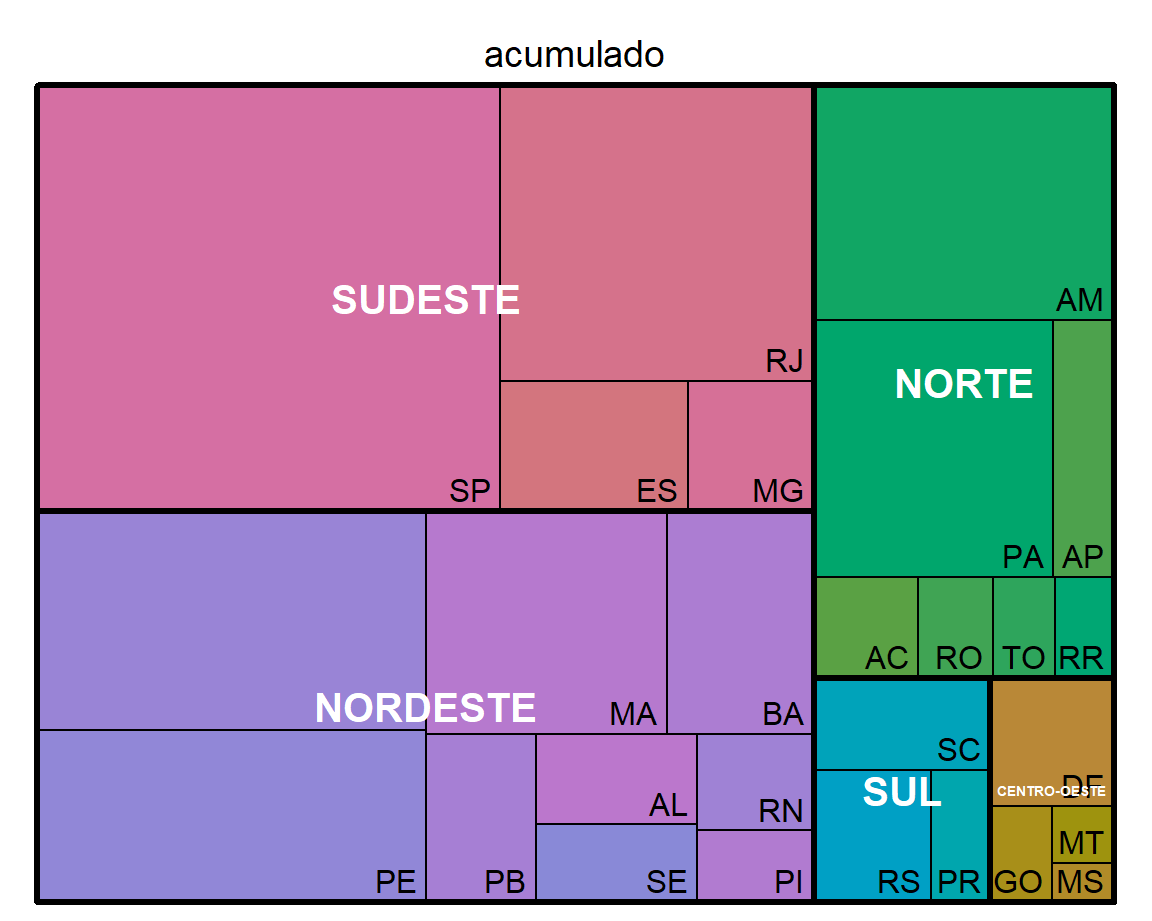 acumulado
SUDESTE
SP
RJ
ES
MG
NORDESTE
PE
MA
BA
PB
AL
SE
RN
PI
NORTE
AM
PA
AP
AC
RO
TO
RR
SUL
SC
RS
PR
CENTRO-OESTE
DF
GO
MT
MS